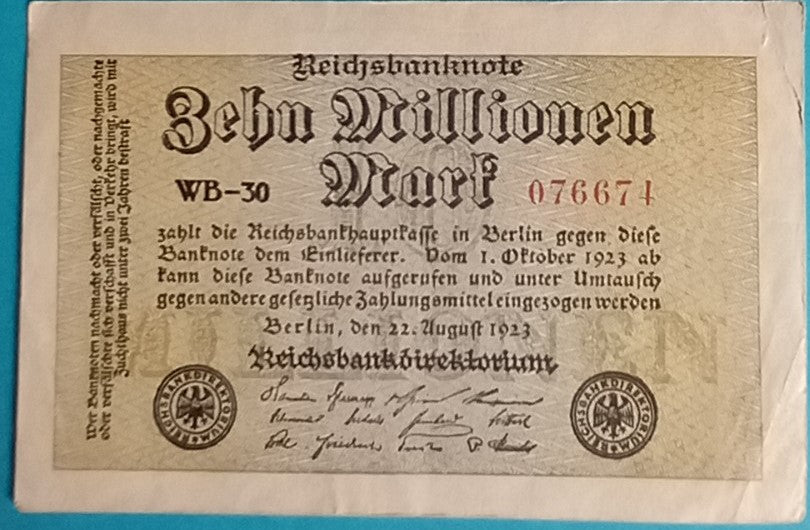 Reichsbanknote
Zehn Millionen
Mark
WB-30
076674
zahlt die Reichsbankhauptkasse in Berlin gegen diese
Banknote dem Einlieferer. Vom 1. Oktober 1923 ab
kann diese Banknote aufgerufen und unter Umtausch
gegen andere gesetzliche Zahlungsmittel eingezogen werden
Berlin, den 22. August 1923
Reichsbankdirektorium
REICHSBANKDIREKTORIUM
REICHSBANKDIREKTORIUM
Wer Banknoten nachmacht oder verfälscht, oder nachgemachte
oder verfälschte sich verschafft und in Verkehr bringt, wird mit
Zuchthaus nicht unter zwei Jahren bestraft